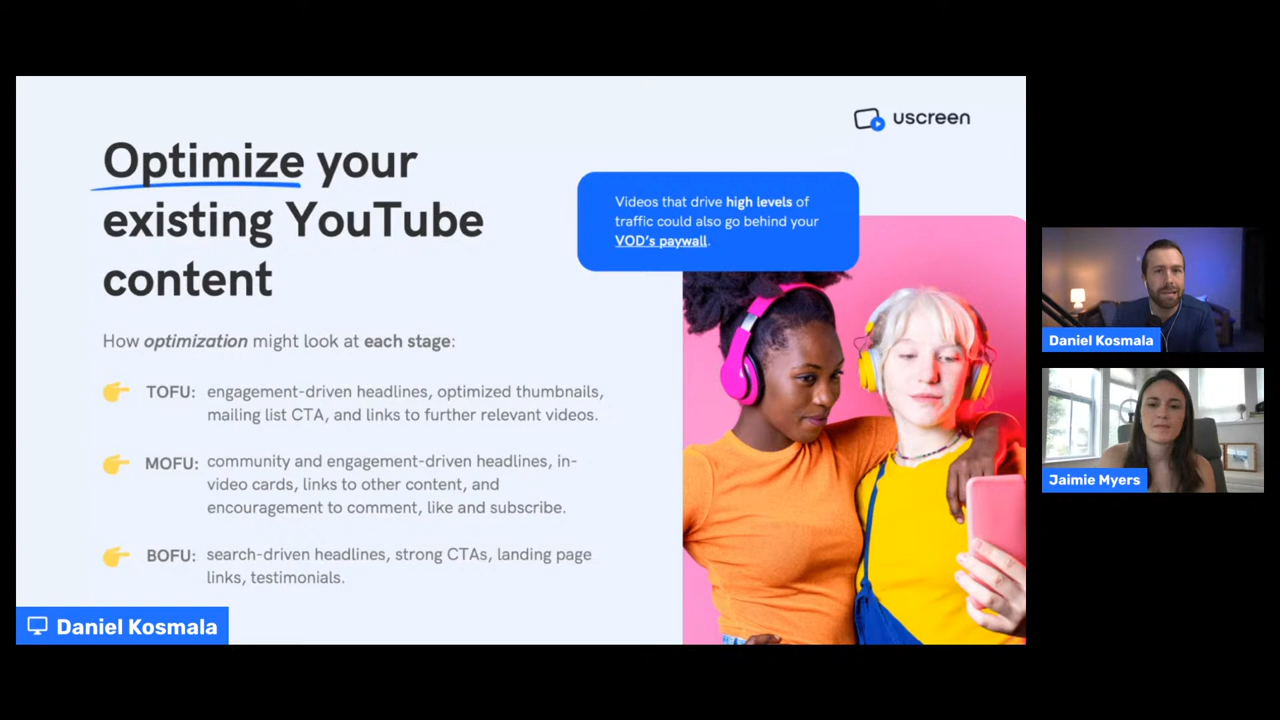 uscreen
Optimize your
existing YouTube
content
Videos that drive high levels of
traffic could also go behind your
VOD's paywall.
How optimization might look at each stage:
TOFU: engagement-driven headlines, optimized thumbnails,
mailing list CTA, and links to further relevant videos.
MOFU: community and engagement-driven headlines, in-
video cards, links to other content, and
encouragement to comment, like and subscribe.
BOFU: search-driven headlines, strong CTAs, landing page
links, testimonials.
Daniel Kosmala
Daniel Kosmala
Jaimie Myers